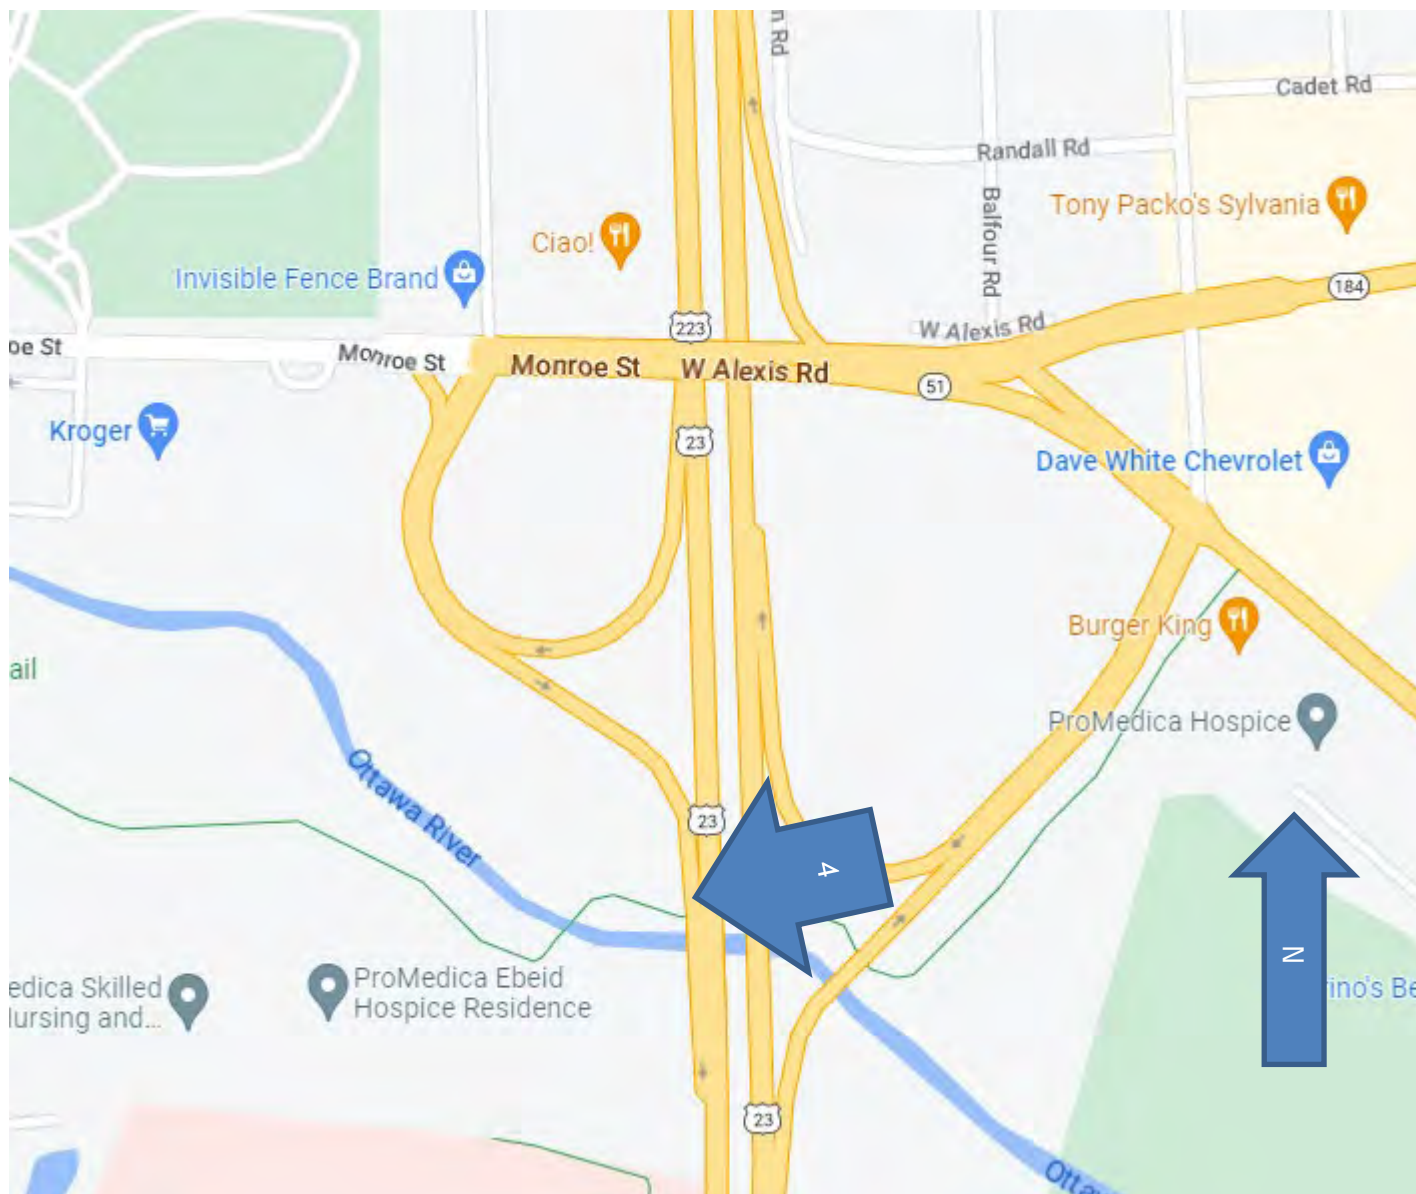 n Rd
Cadet Rd
Randall Rd
Balfour Rd
Tony Packo's Sylvania
Ciao!
Invisible Fence Brand
184
223
W Alexis Rd
oe St
Monroe St
Monroe St
W Alexis Rd
51
Kroger
23
Dave White Chevrolet
Burger King
ail
ProMedica Hospice
Ottawa River
23
4
N
edica Skilled
ursing and...
ProMedica Ebeid
Hospice Residence
rino's Be
23
Otta